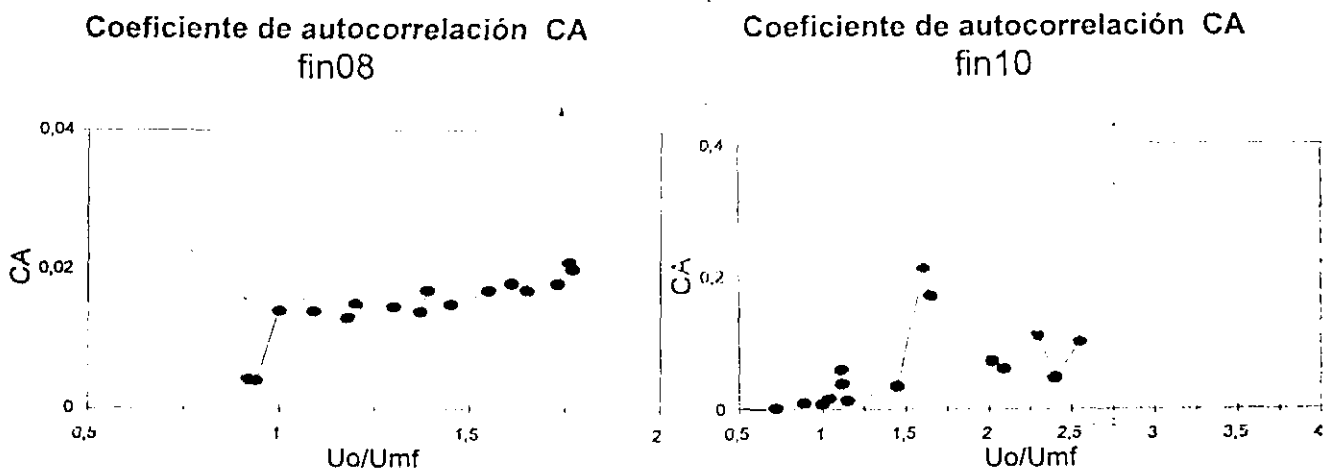 Coeficiente de autocorrelación CA
fin08
0,04
CA
0,02
0
0,5
1
1,5
2
Uo/Umf
Coeficiente de autocorrelación CA
fin10
0,4
CA
0,2
0
0,5
1
1,5
2
2,5
3
3,5
4
Uo/Umf